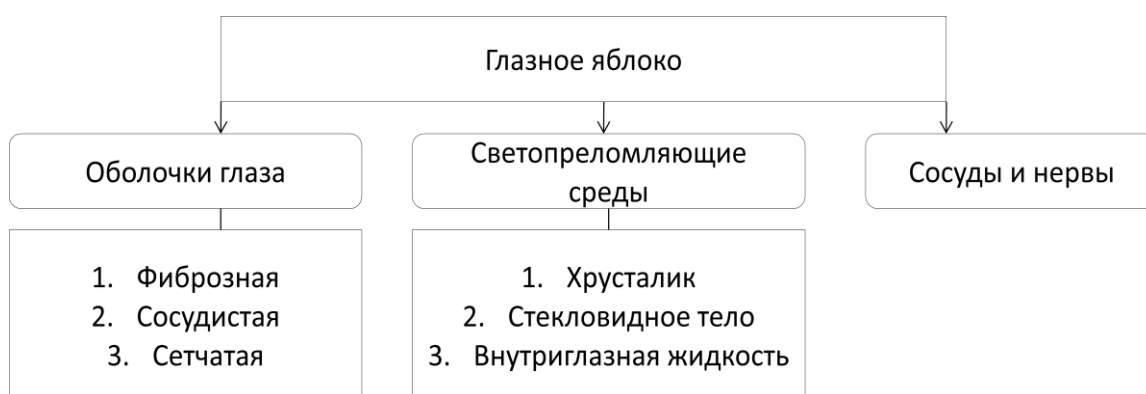 Глазное яблоко
Оболочки глаза
Светопреломляющие
среды
Сосуды и нервы
1. Фиброзная
2. Сосудистая
3. Сетчатая
1. Хрусталик
2. Стекловидное тело
3. Внутриглазная жидкость